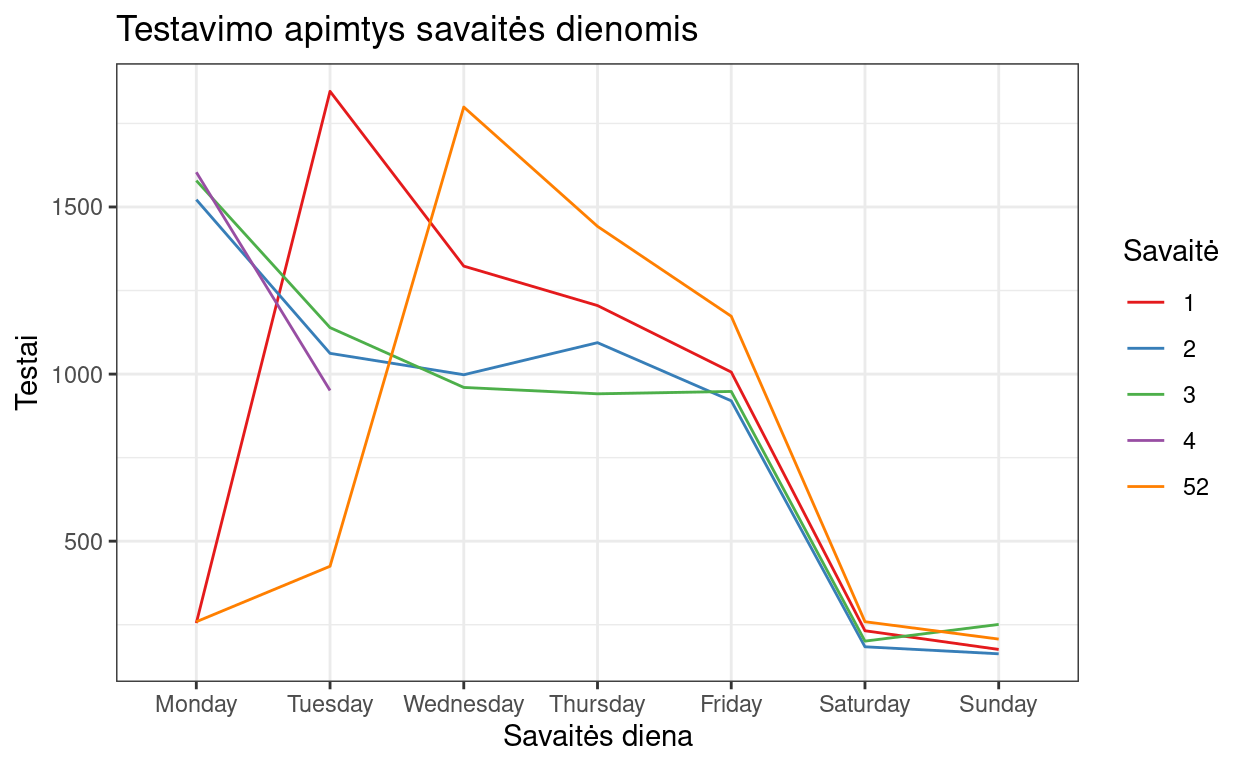 Testavimo apimtys savaitės dienomis
Testai
1500
1000
500
Monday Tuesday Wednesday Thursday Friday Saturday Sunday
Savaitės diena
Savaitė
1
2
3
4
52